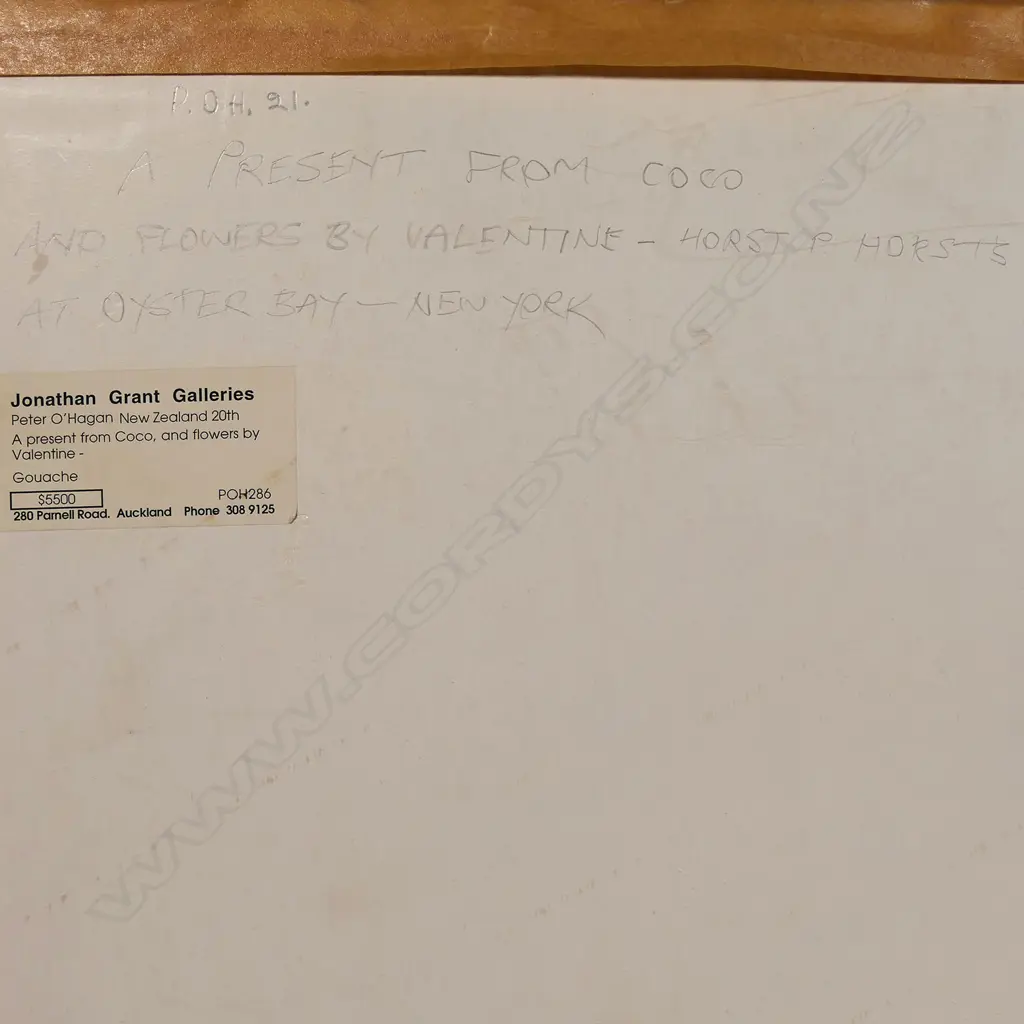 P.OH. 21.
A PRESENT FROM COCO
AND FLOWERS BY VALENTINE – HORST P HORST'S
AT OYSTER BAY – NEW YORK
Jonathan Grant Galleries
Peter O'Hagan New Zealand 20th
A present from Coco, and flowers by
Valentine -
Gouache
$5500 POH286
280 Parnell Road. Auckland Phone 308 9125
WWW.CORDYS.CO.NZ